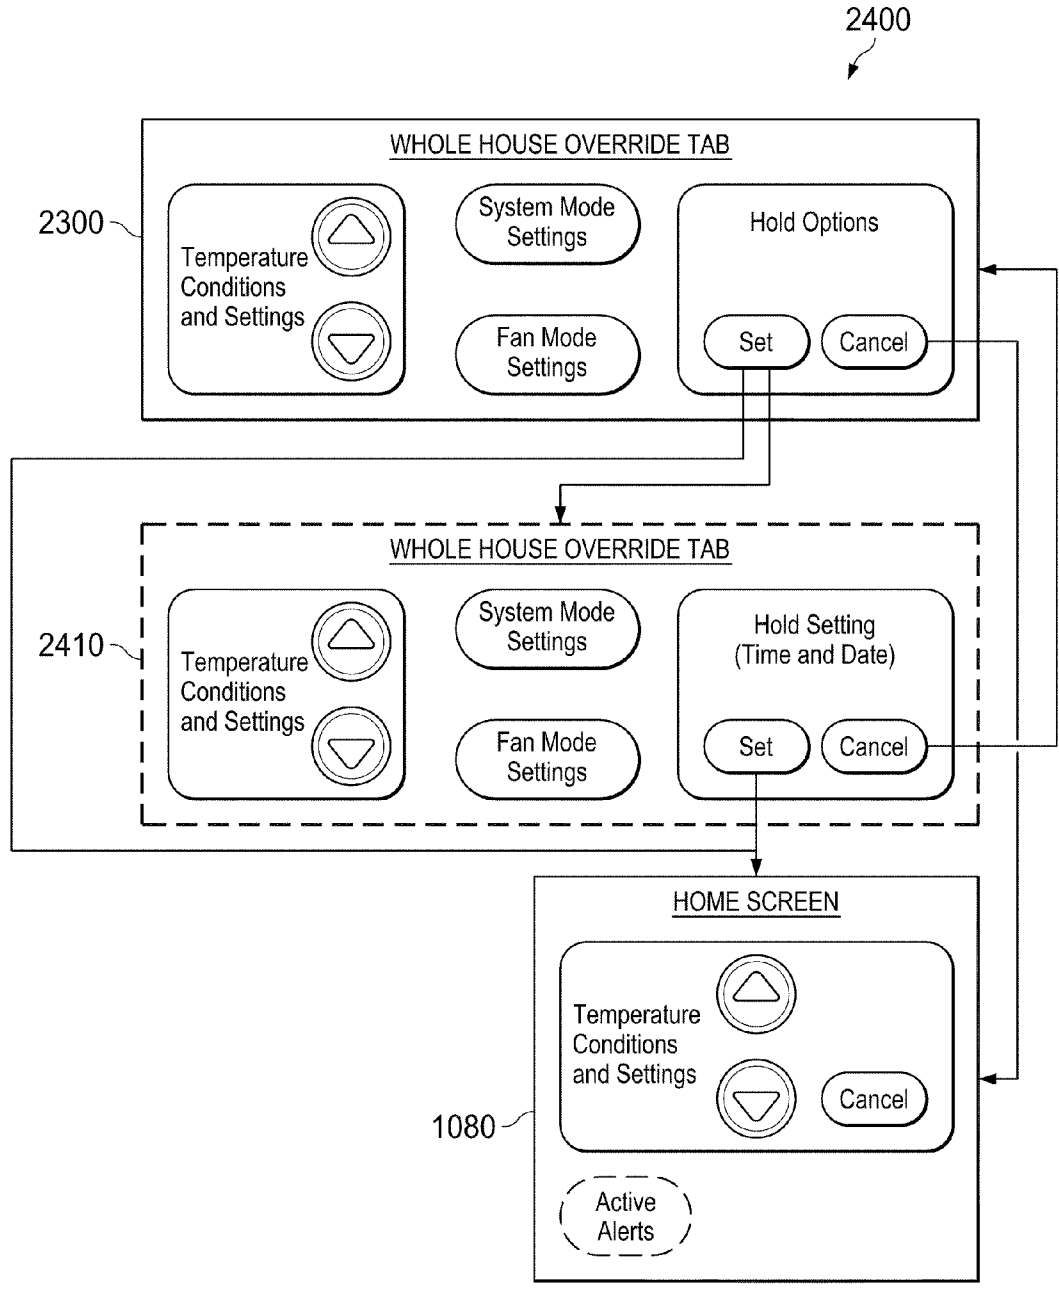 2400
WHOLE HOUSE OVERRIDE TAB
2300
Temperature
Conditions
and Settings
System Mode
Settings
Fan Mode
Settings
Hold Options
Set
Cancel
WHOLE HOUSE OVERRIDE TAB
2410
Temperature
Conditions
and Settings
System Mode
Settings
Fan Mode
Settings
Hold Setting
(Time and Date)
Set
Cancel
HOME SCREEN
Temperature
Conditions
and Settings
Cancel
1080
Active
Alerts